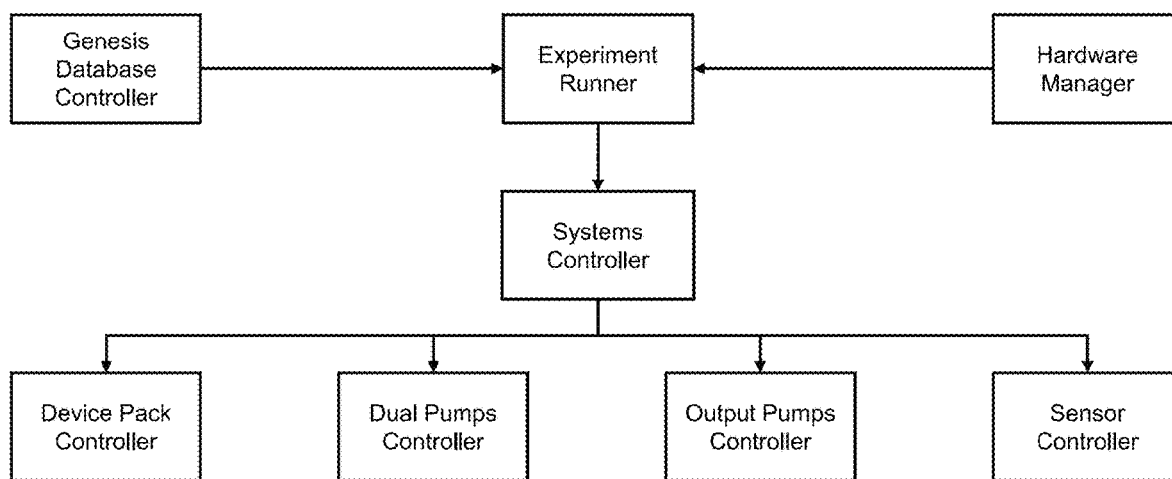 Genesis
Database
Controller
Experiment
Runner
Hardware
Manager
Systems
Controller
Device Pack
Controller
Dual Pumps
Controller
Output Pumps
Controller
Sensor
Controller